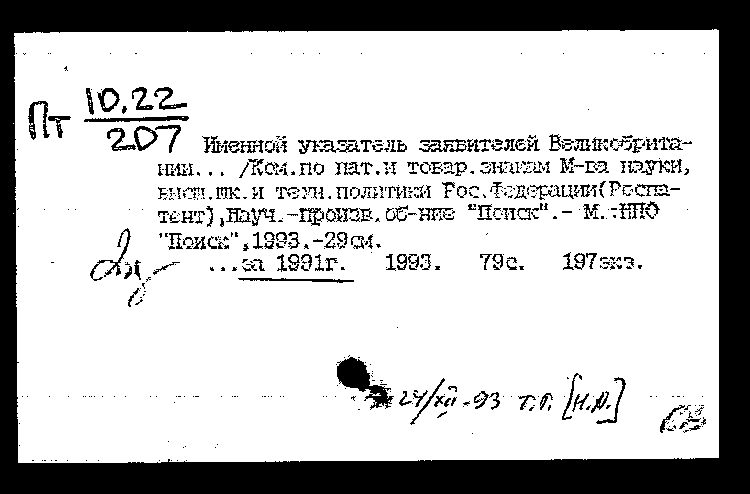 Пт 10.22
207
Именной указатель заявителей Великобрита-
нии... /Ком.по пат.и товар.знакам М-ва науки,
высш.шк.и техн.политики Рос.Федерации(Роспа-
тент),Науч.-произв.об-ние "Поиск".- М.:НПО
"Поиск",1993.-29см.
...за 1991г. 1993. 79с. 197экз.
24/XII-93 Т.Г. [Н.Д.]